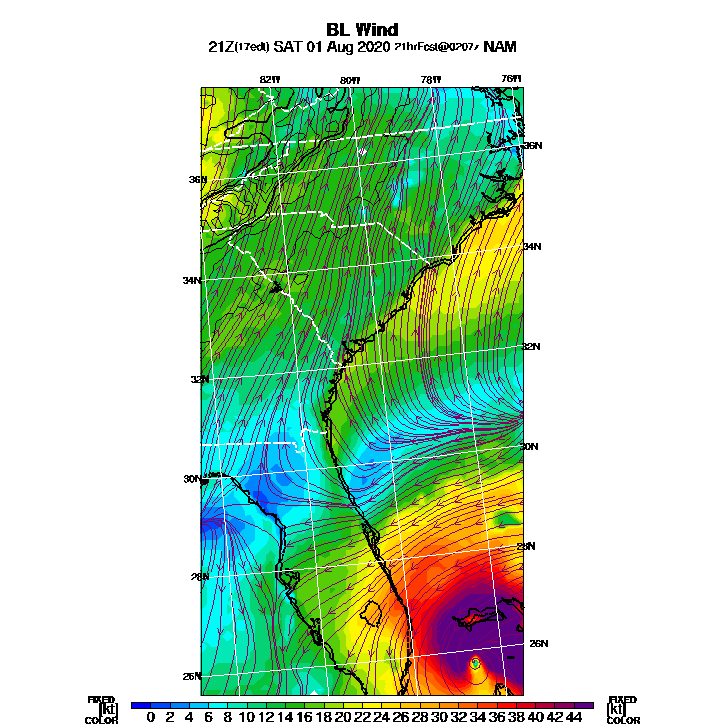 BL Wind
21Z(17edt) SAT 01 Aug 2020 21hrFcst@0207z NAM
82W 80W 78W 76W
36N
36N
34N
34N
32N
32N
30N
30N
28N
28N
26N
26N
FIXED FIXED
[kt] 0 2 4 6 8 10 12 14 16 18 20 22 24 26 28 30 32 34 36 38 40 42 44 [kt]
COLOR COLOR